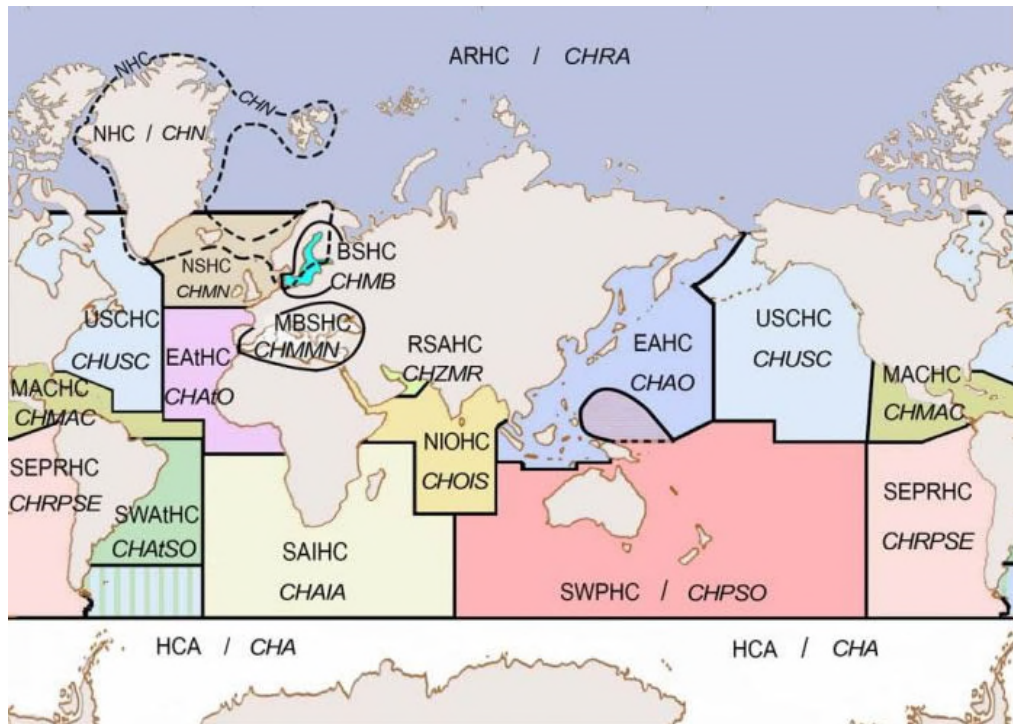 ARHC / CHRA
NHC
CHN
NHC / CHN
NSHC
CHMN
BSHC
CHMB
USCHC
CHUSC
MBSHC
CHMMN
EAtHC
CHAtO
RSAHC
CHZMR
EAHC
CHAO
USCHC
CHUSC
MACHC
CHMAC
MACHC
CHMAC
NIOHC
CHOIS
SEPRHC
CHRPSE
SWAtHC
CHAtSO
SEPRHC
CHRPSE
SAIHC
CHAIA
SWPHC / CHPSO
HCA / CHA
HCA / CHA